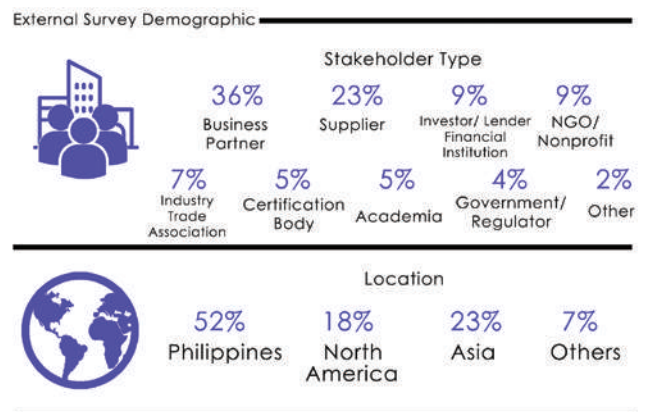 External Survey Demographic
Stakeholder Type
36% 23% 9% 9%
Business Partner
Supplier
Investor/ Lender
Financial
Institution
NGO/
Nonprofit
7% 5% 5% 4% 2%
Industry
Trade
Association
Certification
Body
Academia
Government/
Regulator
Other
Location
52% 18% 23% 7%
Philippines
North
America
Asia
Others